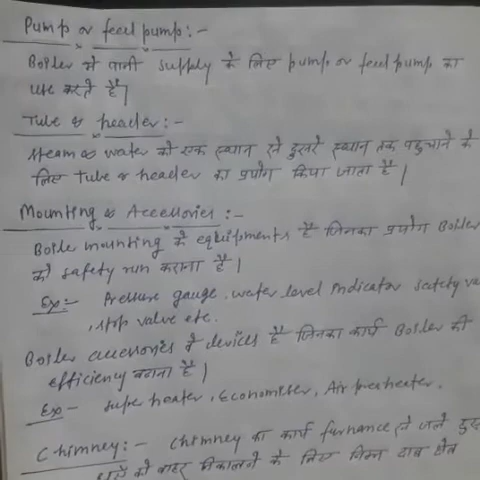 Pump or feed pump:-
Boiler में पानी supply के लिए pump or feed pump का
use करते हैं।
Tube & header:-
steam & water को एक स्थान से दुसरे स्थान तक पहुचाने के
लिए Tube & header का प्रयोग किया जाता है।
Mounting & Accessories:-
Boiler mounting वे equipments है जिनका प्रयोग Boiler
को safety run कराना है।
Ex:- Pressure gauge, water level indicator safety va
, stop valve etc.
Boiler accessories वे devices है जिनका कार्य Boiler की
efficiency बढाना है।
Ex- super heater, Economiser, Air preheater.
Chimney:- Chimney का कार्य furnance से जले हुए
को बाहर निकालने के लिए निम्न दाब क्षेत्र